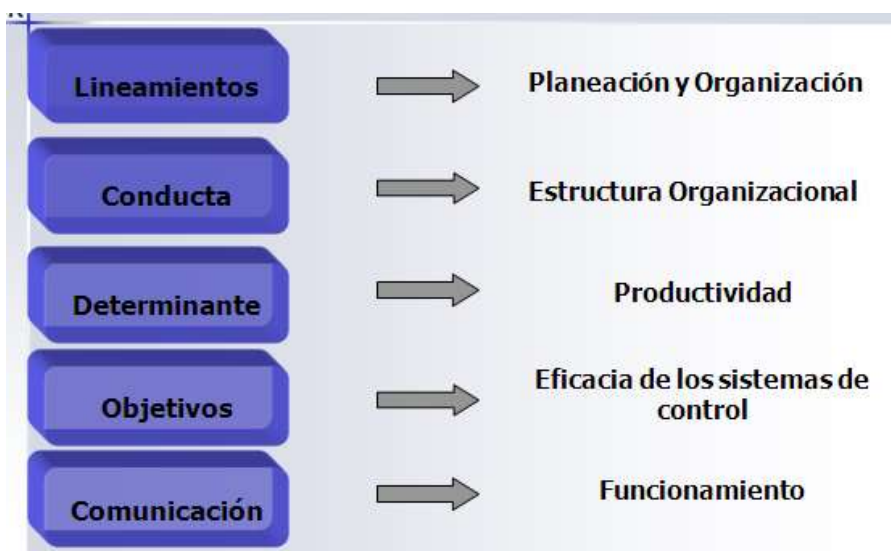 Lineamientos
Planeación y Organización
Conducta
Estructura Organizacional
Determinante
Productividad
Objetivos
Eficacia de los sistemas de
control
Comunicación
Funcionamiento